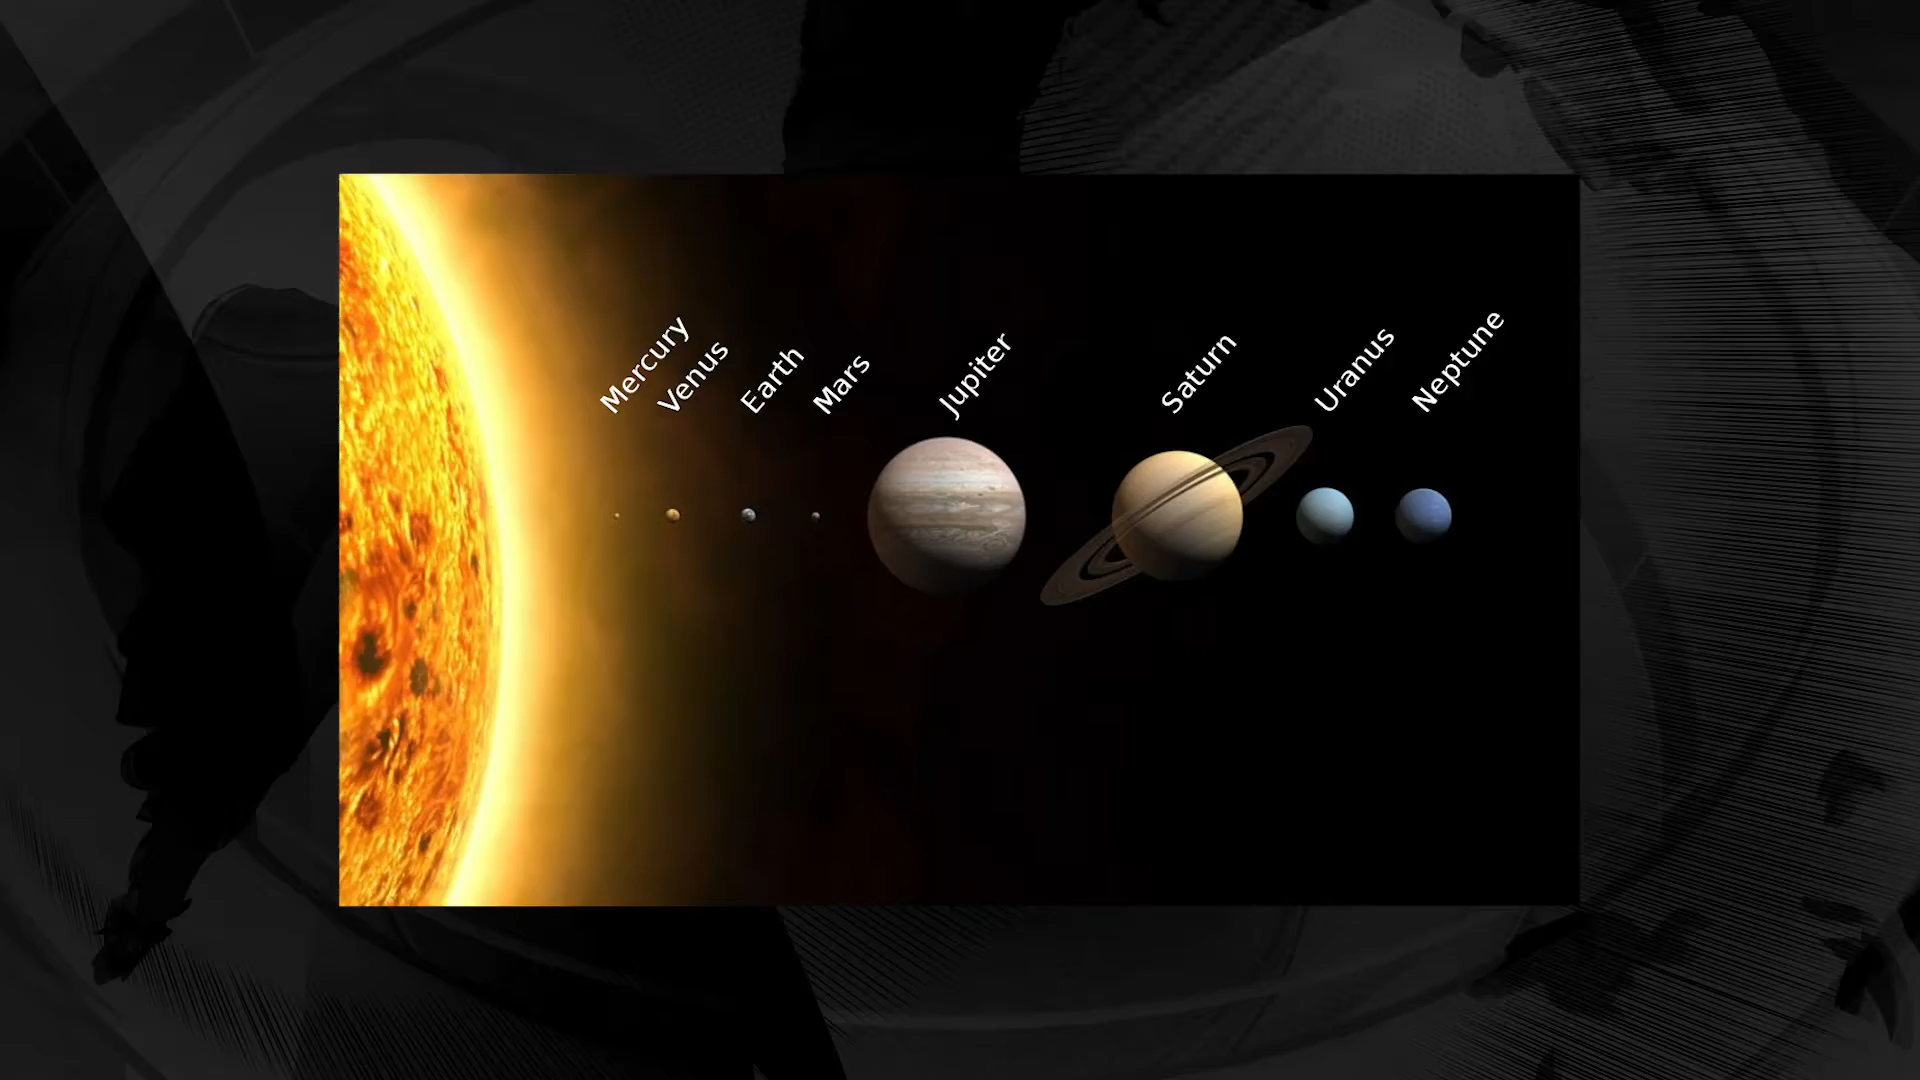 Mercury
Venus
Earth
Mars
Jupiter
Saturn
Uranus
Neptune